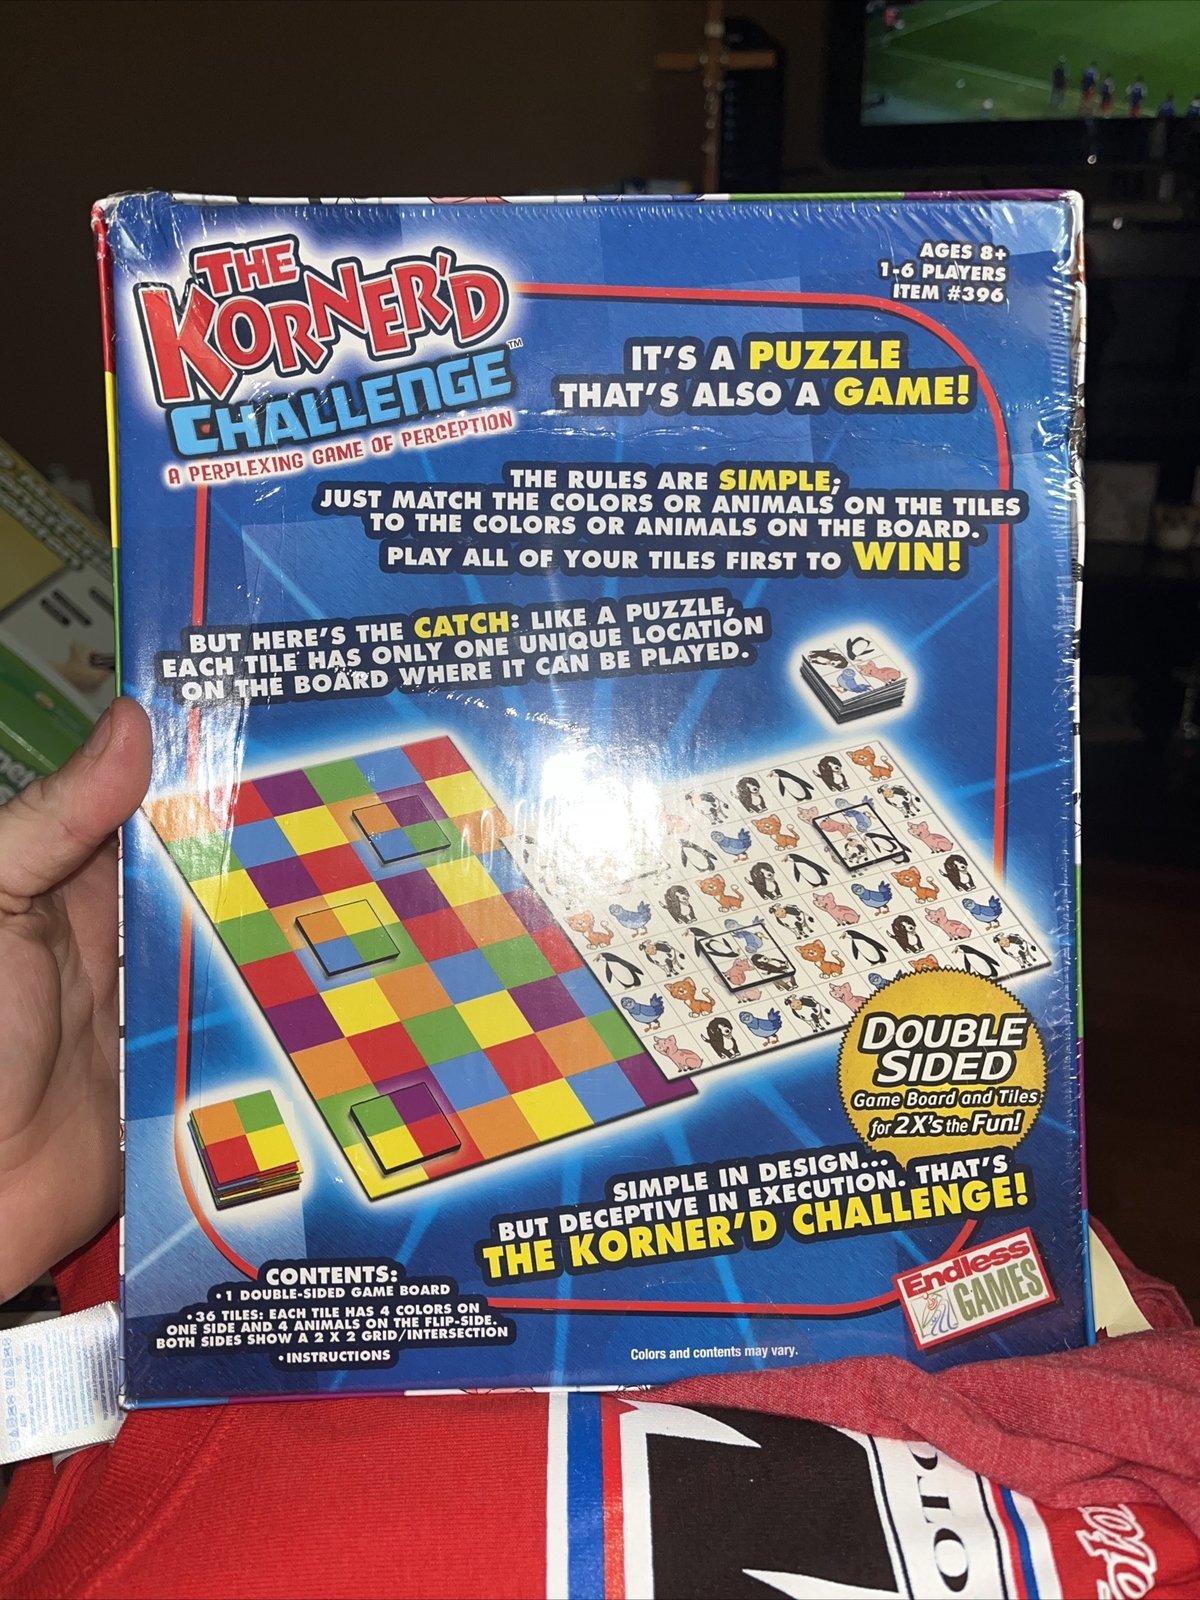 THE
KORNER'D
CHALLENGE™
A PERPLEXING GAME OF PERCEPTION
AGES 8+
1-6 PLAYERS
ITEM #396
IT'S A PUZZLE
THAT'S ALSO A GAME!
THE RULES ARE SIMPLE;
JUST MATCH THE COLORS OR ANIMALS ON THE TILES
TO THE COLORS OR ANIMALS ON THE BOARD.
PLAY ALL OF YOUR TILES FIRST TO WIN!
BUT HERE'S THE CATCH: LIKE A PUZZLE,
EACH TILE HAS ONLY ONE UNIQUE LOCATION
ON THE BOARD WHERE IT CAN BE PLAYED.
DOUBLE
SIDED
Game Board and Tiles
for 2X's the Fun!
SIMPLE IN DESIGN...
BUT DECEPTIVE IN EXECUTION. THAT'S
THE KORNER'D CHALLENGE!
CONTENTS:
• 1 DOUBLE-SIDED GAME BOARD
• 36 TILES: EACH TILE HAS 4 COLORS ON
ONE SIDE AND 4 ANIMALS ON THE FLIP-SIDE.
BOTH SIDES SHOW A 2 X 2 GRID/INTERSECTION
• INSTRUCTIONS
Endless
GAMES
Colors and contents may vary.